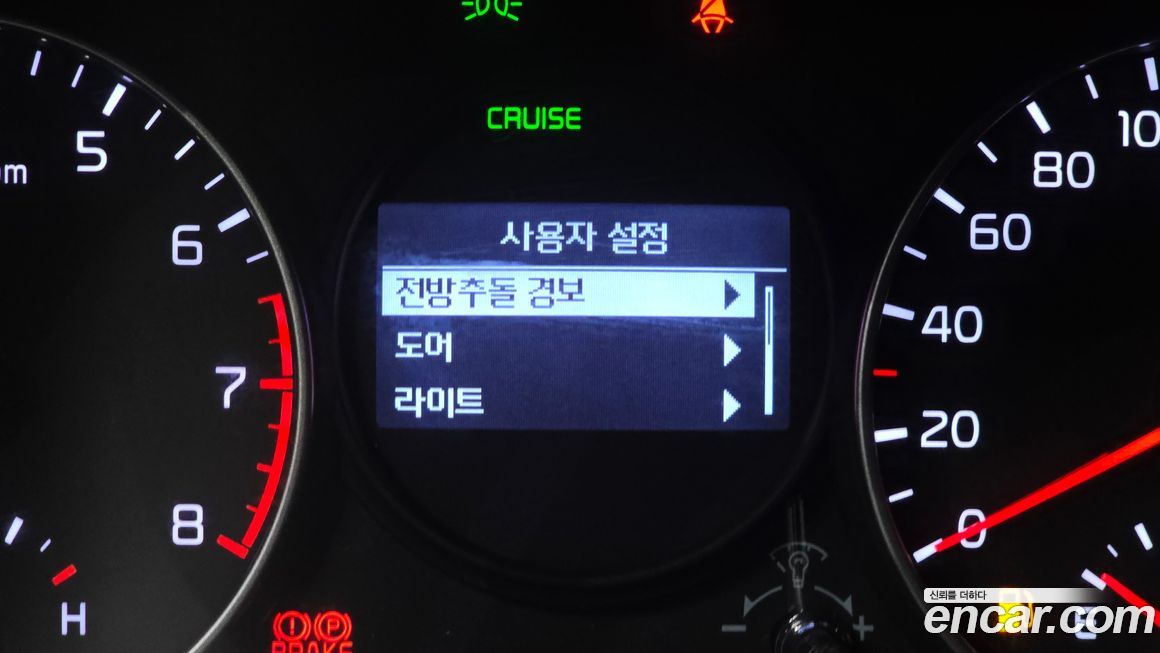 CRUISE
사용자 설정
전방추돌 경보
도어
라이트
5
6
7
8
H
10
80
60
40
20
0
P
BRAKE
신뢰를 더하다
encar.com